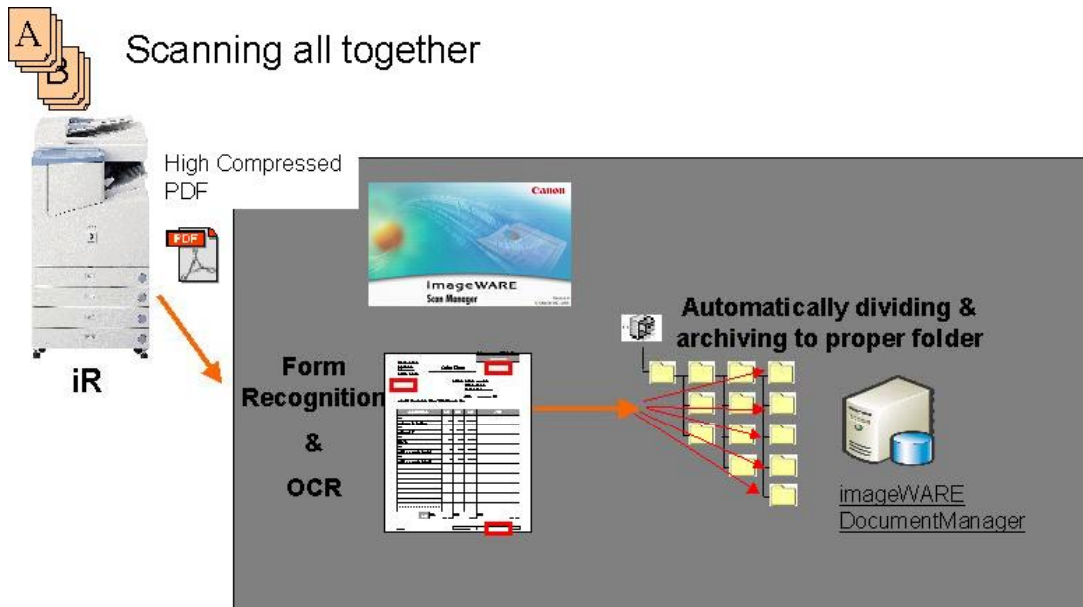 A
B
Scanning all together
High Compressed
PDF
PDF
iR
Canon
imageWARE
Scan Manager
Form
Recognition
&
OCR
Automatically dividing &
archiving to proper folder
imageWARE
DocumentManager